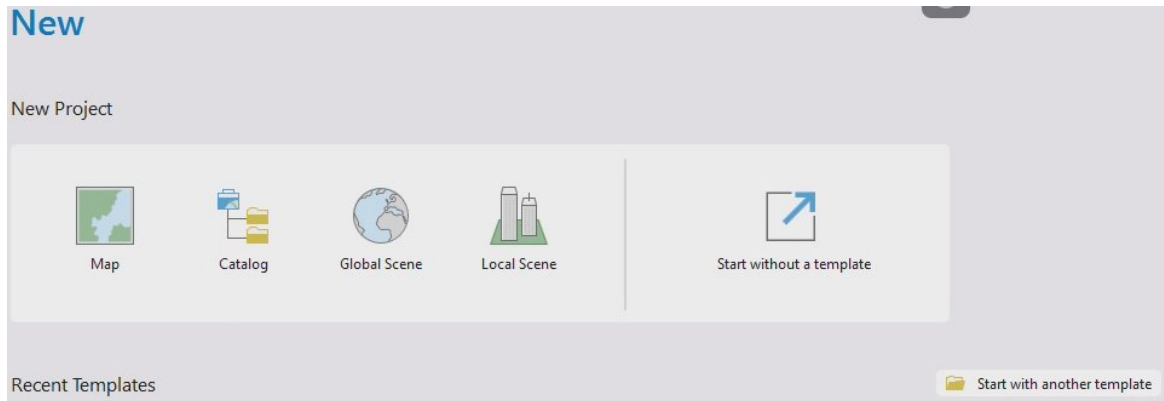 New
New Project
Map
Catalog
Global Scene
Local Scene
Start without a template
Recent Templates
Start with another template